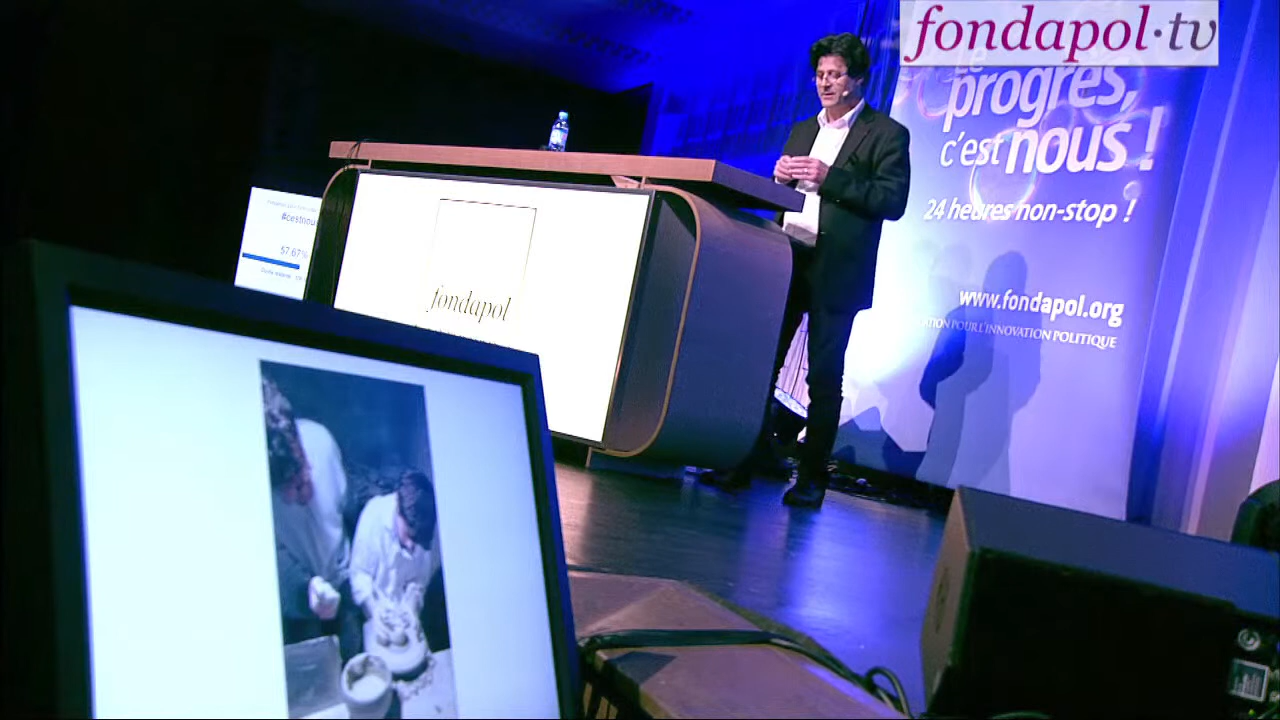 fondapol·tv
Le
progrès,
c'est nous !
24 heures non-stop !
www.fondapol.org
POUR L'INNOVATION POLITIQUE
#cestnou
57.67%
fondapol